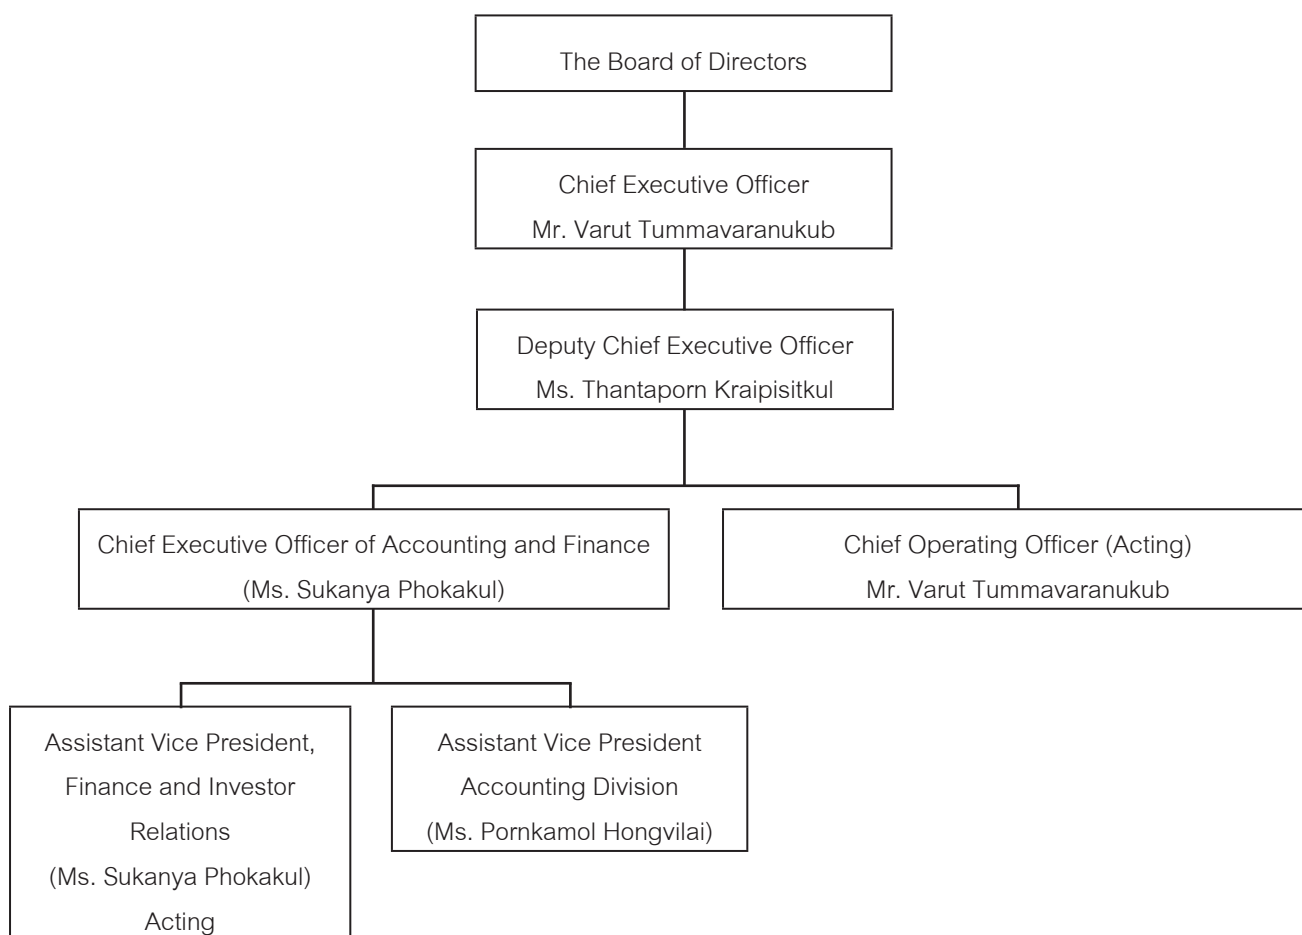 The Board of Directors
Chief Executive Officer
Mr. Varut Tummavaranukub
Deputy Chief Executive Officer
Ms. Thantaporn Kraipisitkul
Chief Executive Officer of Accounting and Finance
(Ms. Sukanya Phokakul)
Chief Operating Officer (Acting)
Mr. Varut Tummavaranukub
Assistant Vice President,
Finance and Investor
Relations
(Ms. Sukanya Phokakul)
Acting
Assistant Vice President
Accounting Division
(Ms. Pornkamol Hongvilai)